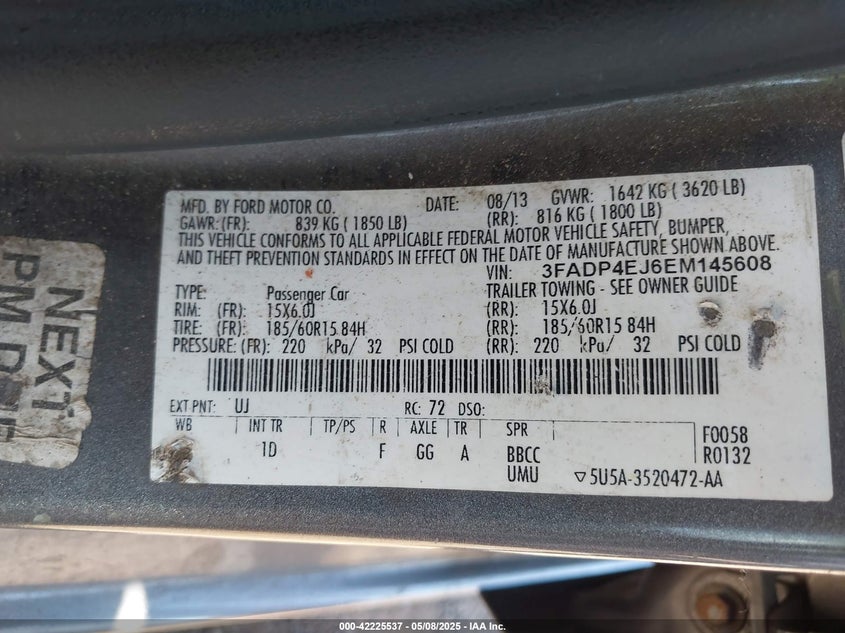 MFD. BY FORD MOTOR CO. DATE: 08/13 GVWR: 1642 KG ( 3620 LB)
GAWR: (FR): 839 KG ( 1850 LB) (RR): 816 KG ( 1800 LB)
THIS VEHICLE CONFORMS TO ALL APPLICABLE FEDERAL MOTOR VEHICLE SAFETY, BUMPER,
AND THEFT PREVENTION STANDARDS IN EFFECT ON THE DATE OF MANUFACTURE SHOWN ABOVE.
VIN: 3FADP4EJ6EM145608
TYPE: Passenger Car TRAILER TOWING - SEE OWNER GUIDE
RIM: (FR) 15X6.0J (RR): 15X6.0J
TIRE: (FR) 185/60R15 84H (RR): 185/60R15 84H
PRESSURE: (FR): 220 kPa/ 32 PSI COLD (RR): 220 kPa/ 32 PSI COLD
EXT PNT: UJ RC: 72 DSO:
WB INT TR TP/PS R AXLE TR SPR F0058
1D F GG A BBCC R0132
UMU ▽5U5A-3520472-AA
NEXT
PM
000-42225537 - 05/08/2025 - IAA Inc.